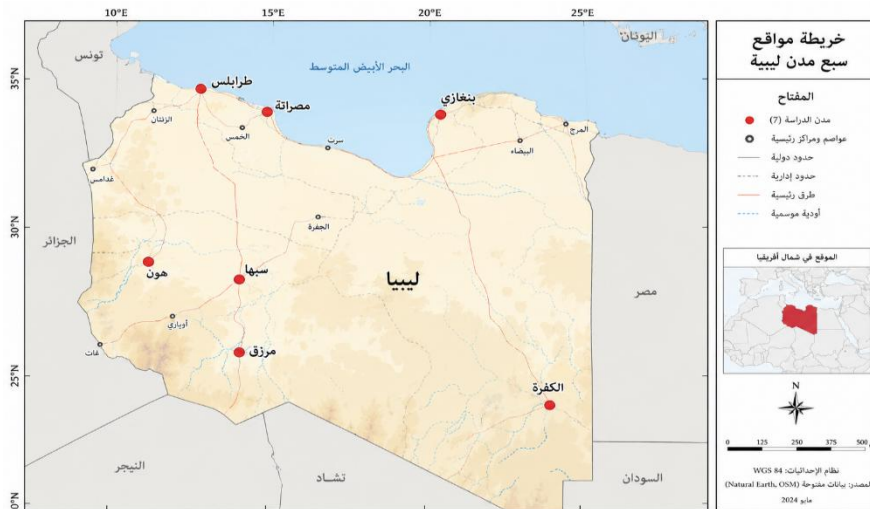 10°E
15°E
20°E
25°E
35°N
30°N
25°N
20°N
تونس
اليونان
البحر الأبيض المتوسط
طرابلس
مصراتة
بنغازي
الزنتان
الخمس
سرت
المرج
البيضاء
غدامس
الجفرة
الجزائر
هون
سبها
ليبيا
مصر
أوباري
غات
مرزق
الكفرة
النيجر
تشاد
السودان
خريطة مواقع
سبع مدن ليبية
المفتاح
مدن الدراسة (7)
عواصم ومراكز رئيسية
حدود دولية
حدود إدارية
طرق رئيسية
أودية موسمية
الموقع في شمال أفريقيا
N
0 125 250 375 500
نظام الإحداثيات: WGS 84
المصدر: بيانات مفتوحة (Natural Earth, OSM)
مايو 2024